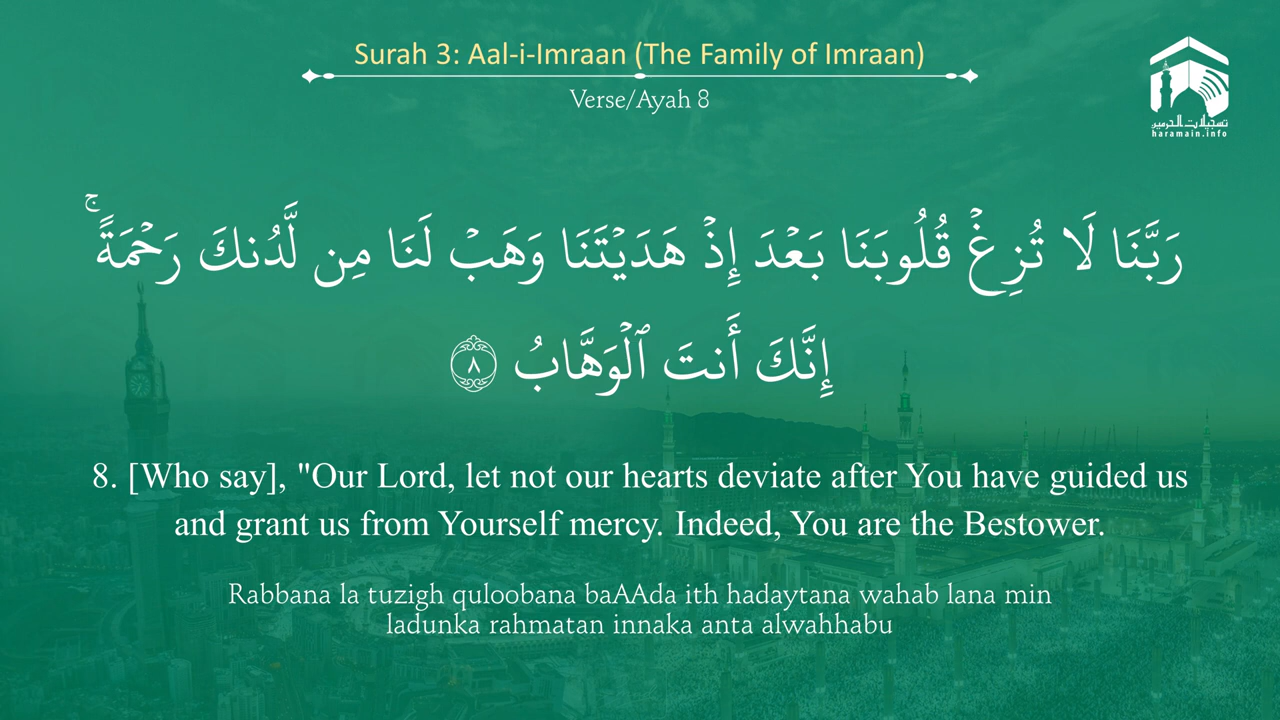 Surah 3: Aal-i-Imraan (The Family of Imraan)
Verse/Ayah 8
تسجيلات الحرمين
haramain.info
رَبَّنَا لَا تُزِغْ قُلُوبَنَا بَعْدَ إِذْ هَدَيْتَنَا وَهَبْ لَنَا مِن لَّدُنكَ رَحْمَةً ۚ
إِنَّكَ أَنتَ ٱلْوَهَّابُ ٨
8. [Who say], "Our Lord, let not our hearts deviate after You have guided us
and grant us from Yourself mercy. Indeed, You are the Bestower.
Rabbana la tuzigh quloobana baAAda ith hadaytana wahab lana min
ladunka rahmatan innaka anta alwahhabu